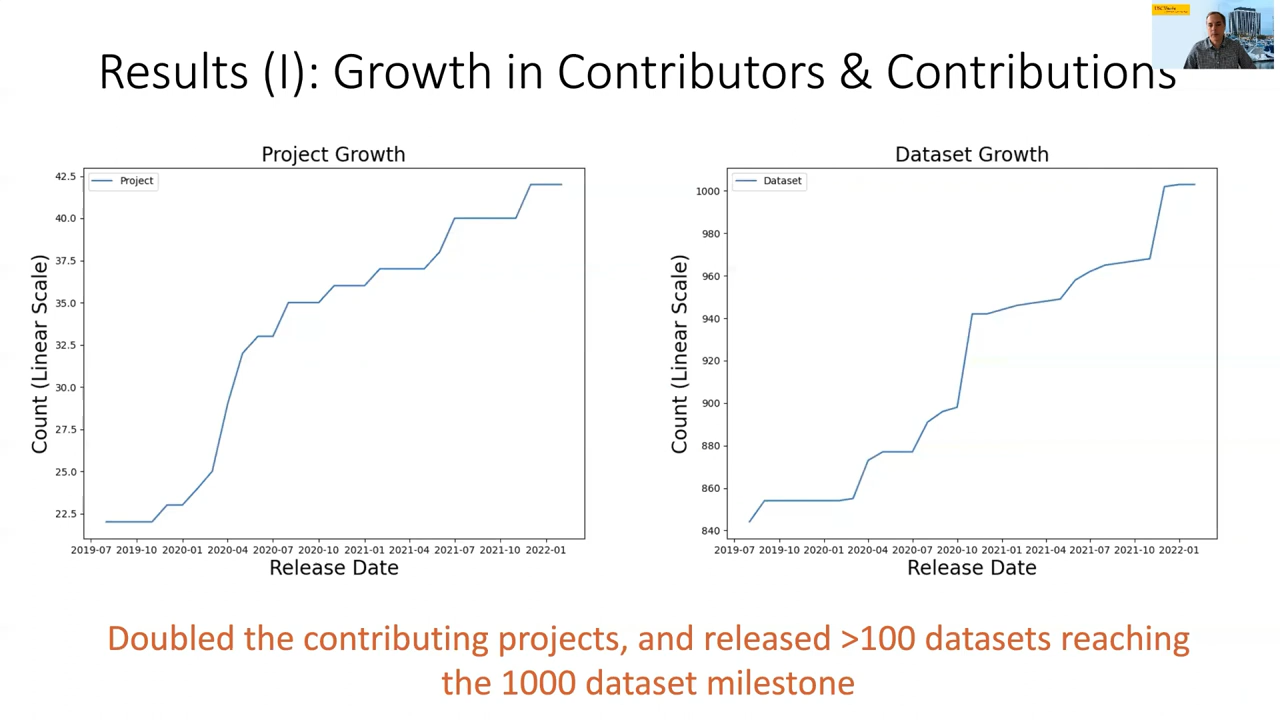 Results (I): Growth in Contributors & Contributions
Project Growth
Project
42.5
40.0
37.5
35.0
32.5
30.0
27.5
25.0
22.5
Count (Linear Scale)
2019-07 2019-10 2020-01 2020-04 2020-07 2020-10 2021-01 2021-04 2021-07 2021-10 2022-01
Release Date
Dataset Growth
Dataset
1000
980
960
940
920
900
880
860
840
Count (Linear Scale)
2019-07 2019-10 2020-01 2020-04 2020-07 2020-10 2021-01 2021-04 2021-07 2021-10 2022-01
Release Date
Doubled the contributing projects, and released >100 datasets reaching
the 1000 dataset milestone